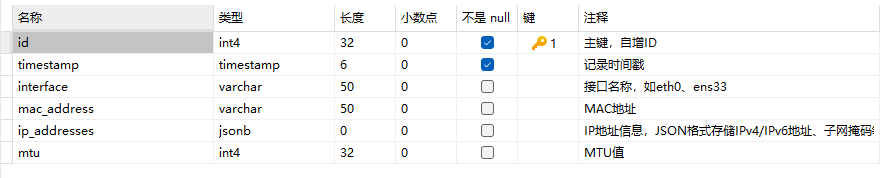 名称 类型 长度 小数点 不是 null 键 注释
id int4 32 0 1 主键，自增ID
timestamp timestamp 6 0 记录时间戳
interface varchar 50 0 接口名称，如eth0、ens33
mac_address varchar 50 0 MAC地址
ip_addresses jsonb 0 0 IP地址信息，JSON格式存储IPv4/IPv6地址、子网掩码
mtu int4 32 0 MTU值